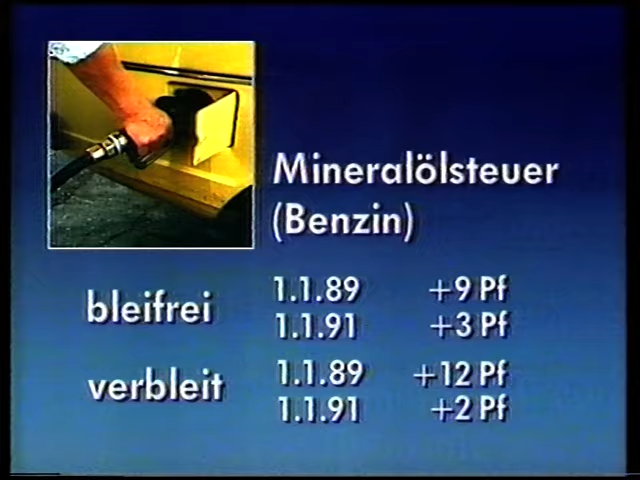 Mineralölsteuer
(Benzin)
bleifrei 1.1.89 +9 Pf
1.1.91 +3 Pf
verbleit 1.1.89 +12 Pf
1.1.91 +2 Pf